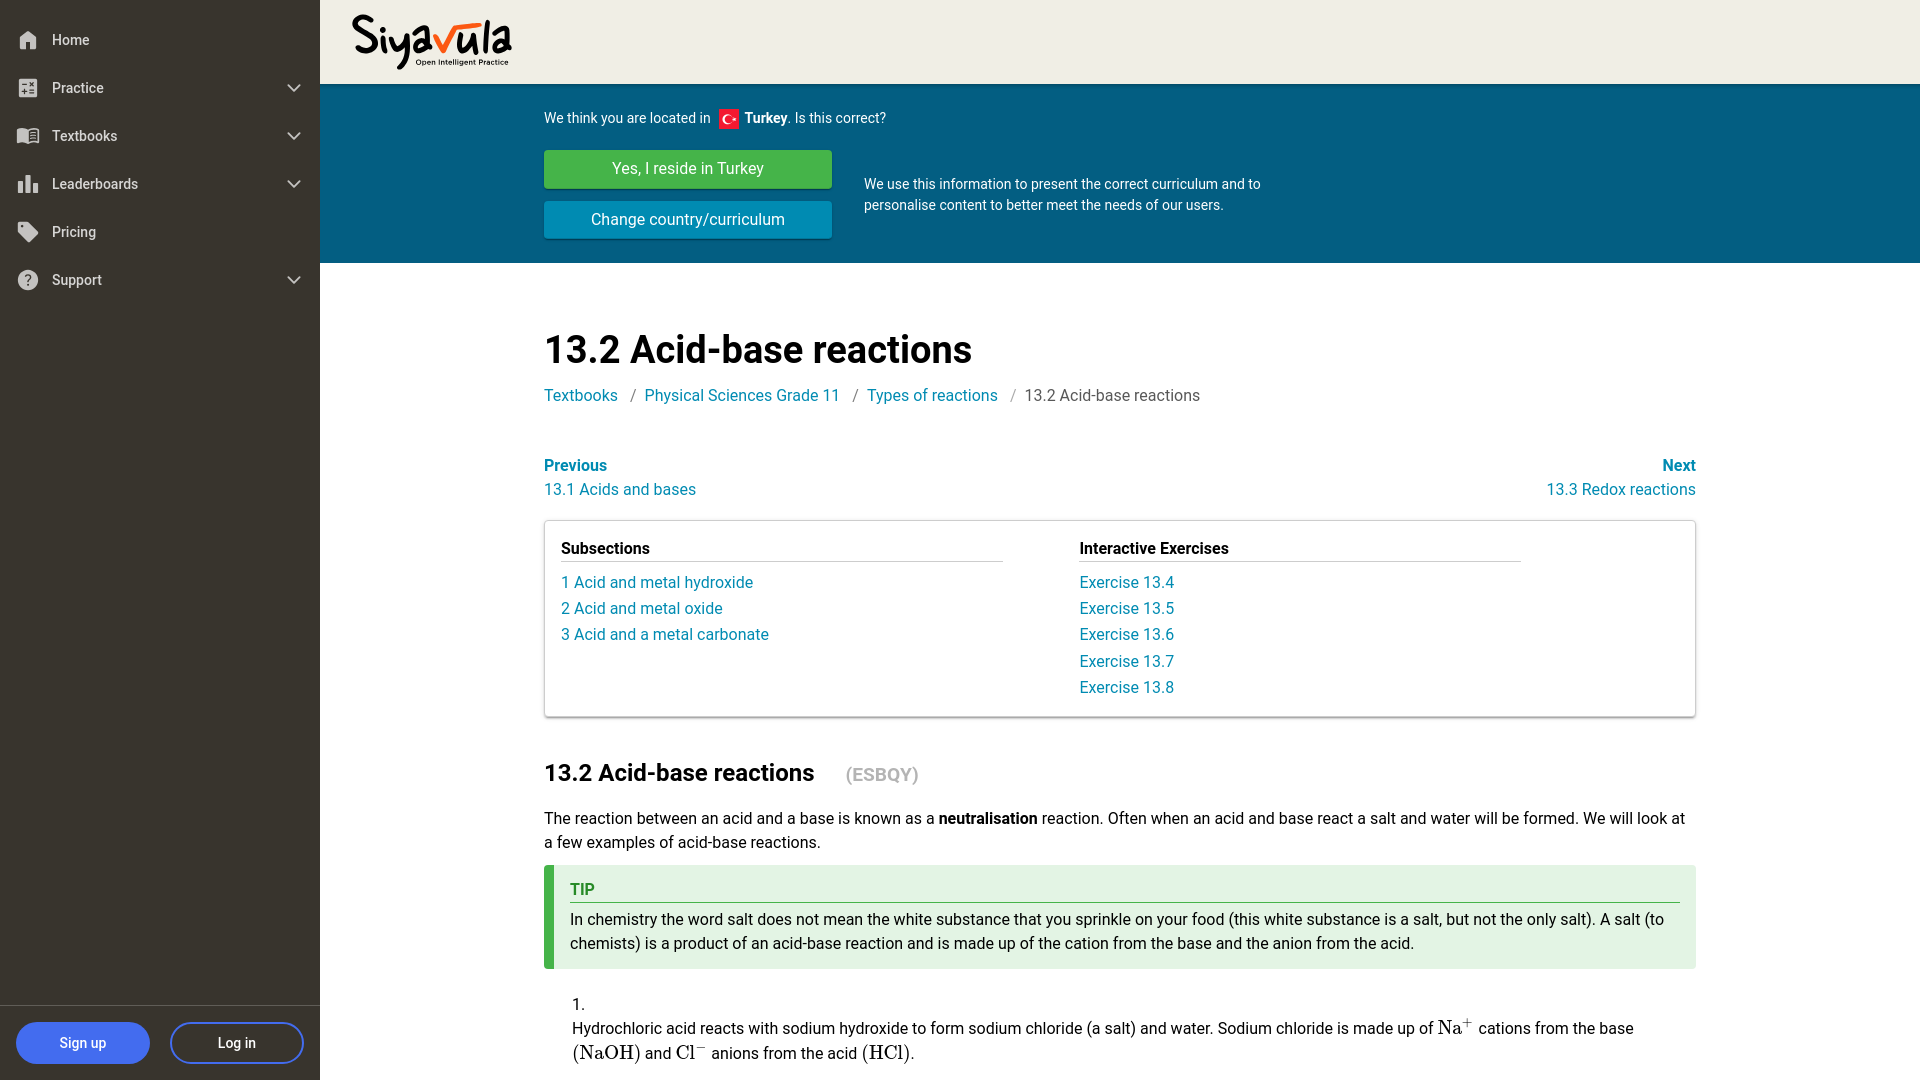 Home
Practice
Textbooks
Leaderboards
Pricing
Support
Sign up
Log in
Siyavula
Open Intelligent Practice
We think you are located in Turkey. Is this correct?
Yes, I reside in Turkey
Change country/curriculum
We use this information to present the correct curriculum and to
personalise content to better meet the needs of our users.
13.2 Acid-base reactions
Textbooks / Physical Sciences Grade 11 / Types of reactions / 13.2 Acid-base reactions
Previous
13.1 Acids and bases
Next
13.3 Redox reactions
Subsections
1 Acid and metal hydroxide
2 Acid and metal oxide
3 Acid and a metal carbonate
Interactive Exercises
Exercise 13.4
Exercise 13.5
Exercise 13.6
Exercise 13.7
Exercise 13.8
13.2 Acid-base reactions (ESBQY)
The reaction between an acid and a base is known as a neutralisation reaction. Often when an acid and base react a salt and water will be formed. We will look at
a few examples of acid-base reactions.
TIP
In chemistry the word salt does not mean the white substance that you sprinkle on your food (this white substance is a salt, but not the only salt). A salt (to
chemists) is a product of an acid-base reaction and is made up of the cation from the base and the anion from the acid.
1.
Hydrochloric acid reacts with sodium hydroxide to form sodium chloride (a salt) and water. Sodium chloride is made up of Na⁺ cations from the base
(NaOH) and Cl⁻ anions from the acid (HCl).